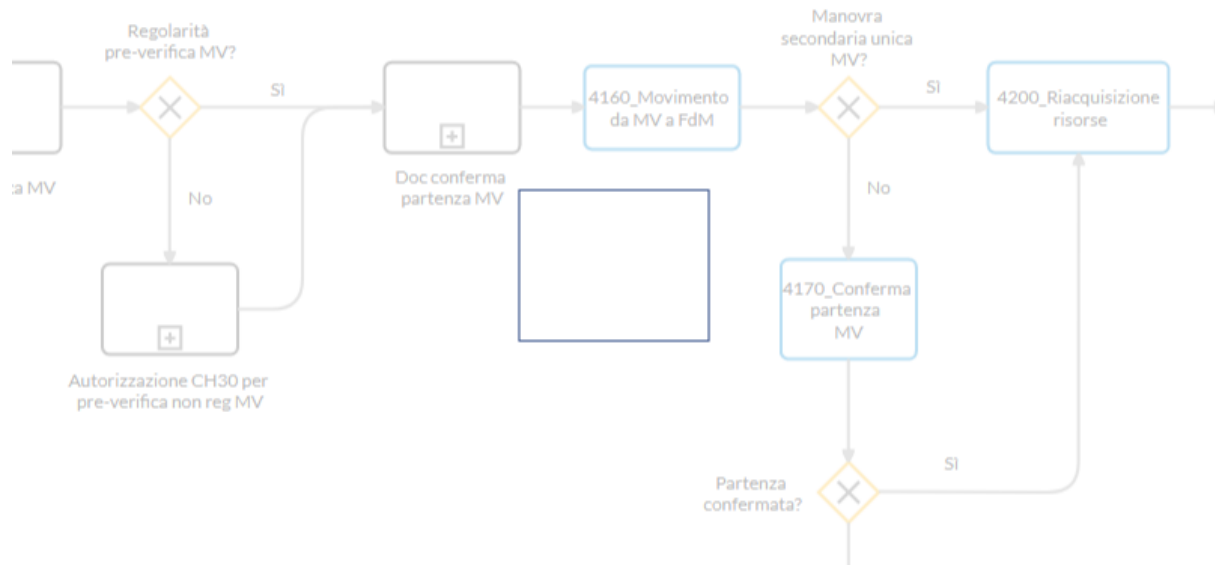 Regolarità
pre-verifica MV?
Sì
Manovra
secondaria unica
MV?
Sì
4160_Movimento
da MV a FdM
4200_Riacquisizione
risorse
MV
Doc conferma
partenza MV
No
No
4170_Conferma
partenza
MV
Autorizzazione CH30 per
pre-verifica non reg MV
Partenza
confermata?
Sì